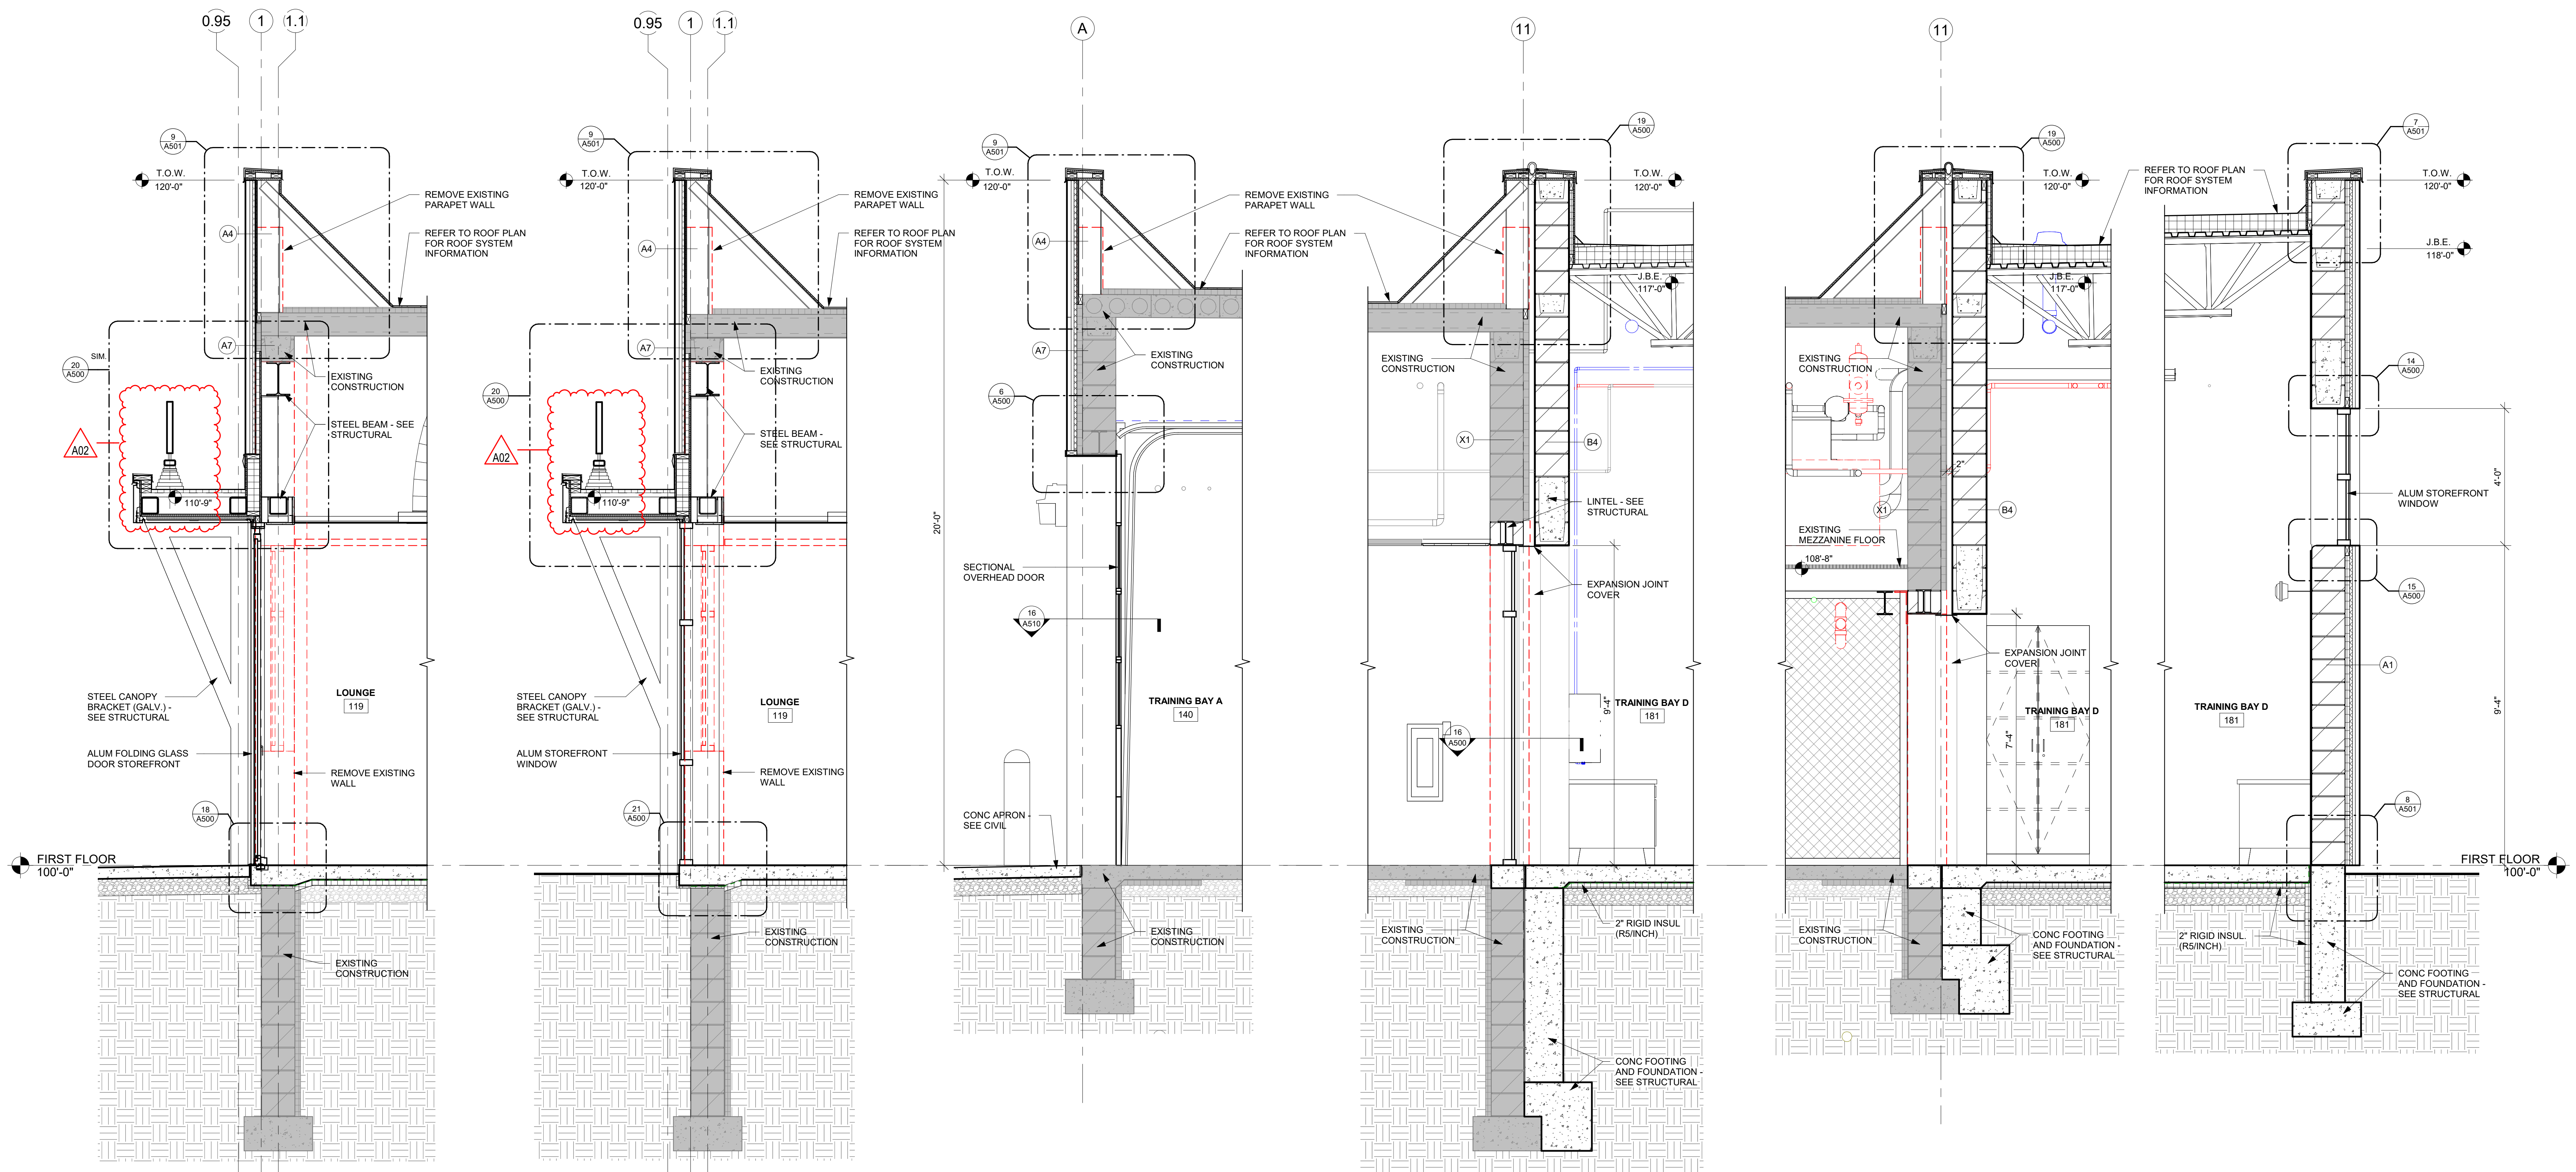 0.95
1
1.1
9
A501
T.O.W.
120'-0"
REMOVE EXISTING
PARAPET WALL
A4
REFER TO ROOF PLAN
FOR ROOF SYSTEM
INFORMATION
A7
SIM.
20
A500
EXISTING
CONSTRUCTION
A02
STEEL BEAM - SEE
STRUCTURAL
110'-9"
STEEL CANOPY
BRACKET (GALV.) -
SEE STRUCTURAL
LOUNGE
119
ALUM FOLDING GLASS
DOOR STOREFRONT
REMOVE EXISTING
WALL
18
A500
FIRST FLOOR
100'-0"
EXISTING
CONSTRUCTION
0.95
1
1.1
9
A501
T.O.W.
120'-0"
REMOVE EXISTING
PARAPET WALL
A4
REFER TO ROOF PLAN
FOR ROOF SYSTEM
INFORMATION
A7
20
A500
EXISTING
CONSTRUCTION
A02
STEEL BEAM -
SEE STRUCTURAL
110'-9"
STEEL CANOPY
BRACKET (GALV.) -
SEE STRUCTURAL
LOUNGE
119
ALUM STOREFRONT
WINDOW
REMOVE EXISTING
WALL
21
A500
EXISTING
CONSTRUCTION
A
9
A501
T.O.W.
120'-0"
REMOVE EXISTING
PARAPET WALL
A4
REFER TO ROOF PLAN
FOR ROOF SYSTEM
INFORMATION
A7
EXISTING
CONSTRUCTION
6
A500
20'-0"
SECTIONAL
OVERHEAD DOOR
16
A510
TRAINING BAY A
140
CONC APRON -
SEE CIVIL
EXISTING
CONSTRUCTION
11
19
A500
T.O.W.
120'-0"
J.B.E.
117'-0"
EXISTING
CONSTRUCTION
X1
B4
LINTEL - SEE
STRUCTURAL
EXPANSION JOINT
COVER
9'-4"
TRAINING BAY D
181
16
A500
EXISTING
CONSTRUCTION
2" RIGID INSUL
(R5/INCH)
CONC FOOTING
AND FOUNDATION -
SEE STRUCTURAL
11
19
A500
T.O.W.
120'-0"
J.B.E.
117'-0"
EXISTING
CONSTRUCTION
2"
X1
B4
EXISTING
MEZZANINE FLOOR
108'-8"
EXPANSION JOINT
COVER
7'-4"
TRAINING BAY D
181
EXISTING
CONSTRUCTION
CONC FOOTING
AND FOUNDATION -
SEE STRUCTURAL
REFER TO ROOF PLAN
FOR ROOF SYSTEM
INFORMATION
7
A501
T.O.W.
120'-0"
J.B.E.
118'-0"
14
A500
4'-0"
ALUM STOREFRONT
WINDOW
15
A500
A1
9'-4"
TRAINING BAY D
181
8
A501
FIRST FLOOR
100'-0"
2" RIGID INSUL.
(R5/INCH)
CONC FOOTING
AND FOUNDATION -
SEE STRUCTURAL